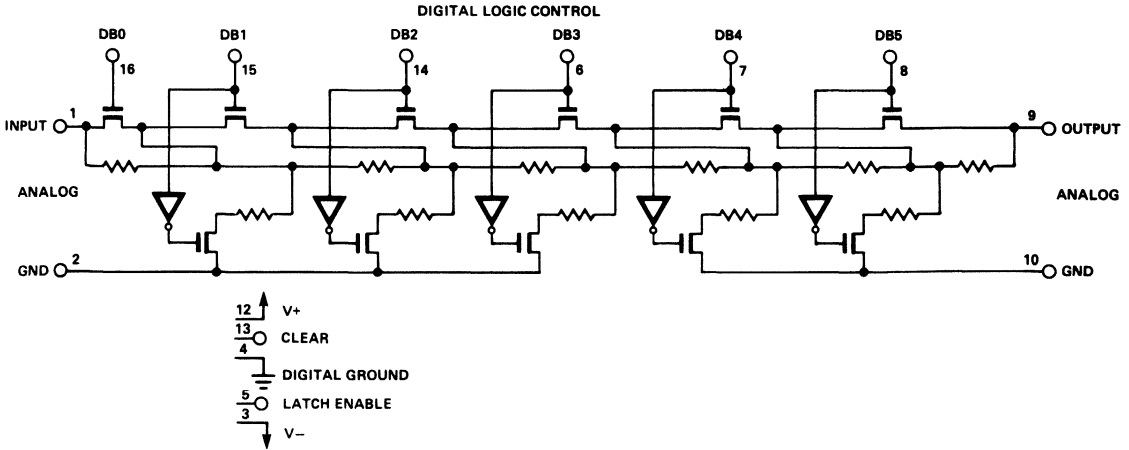 DIGITAL LOGIC CONTROL
DB0 DB1 DB2 DB3 DB4 DB5
16 15 14 6 7 8
1 9
INPUT OUTPUT
ANALOG ANALOG
2 10
GND GND
12 V+
13 CLEAR
4
DIGITAL GROUND
5 LATCH ENABLE
3
V−